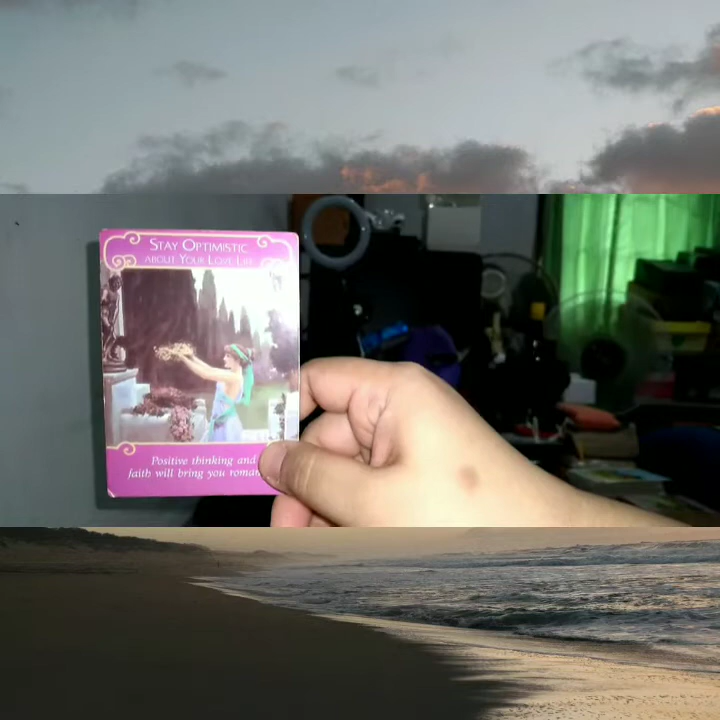 STAY OPTIMISTIC
ABOUT YOUR LOVE LIFE
Positive thinking and
faith will bring you